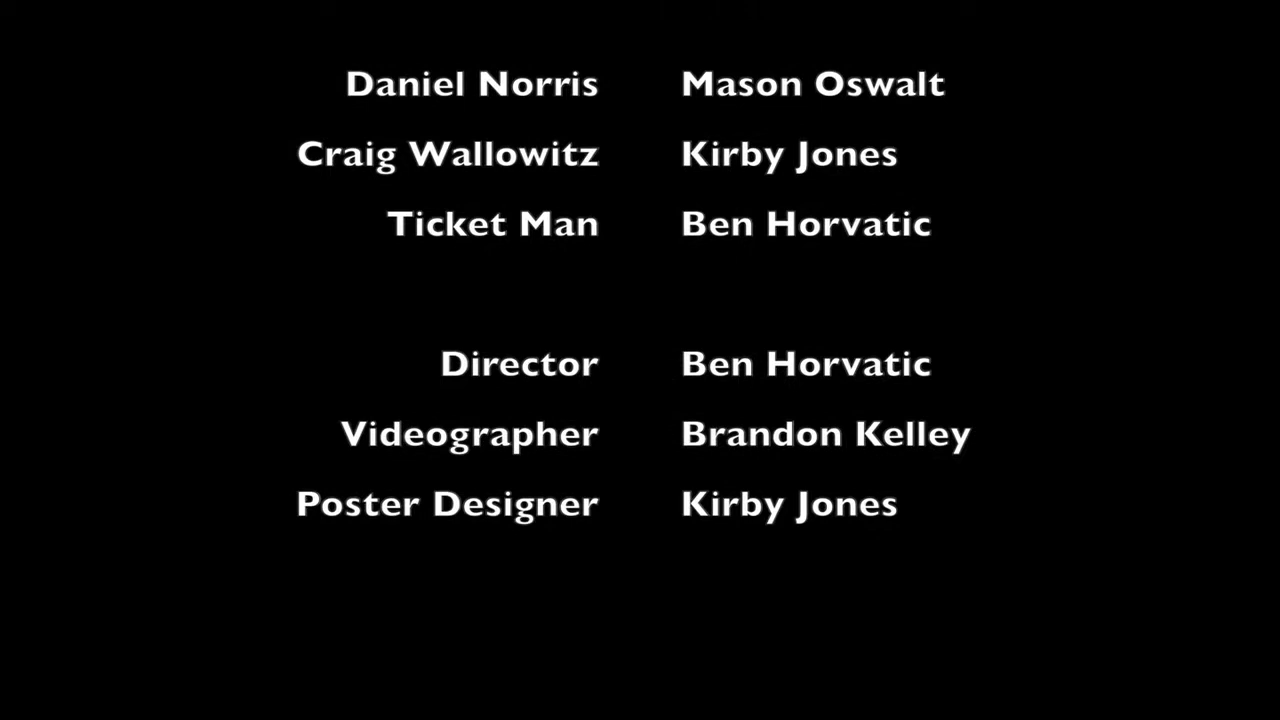 Daniel Norris Mason Oswalt
Craig Wallowitz Kirby Jones
Ticket Man Ben Horvatic
Director Ben Horvatic
Videographer Brandon Kelley
Poster Designer Kirby Jones